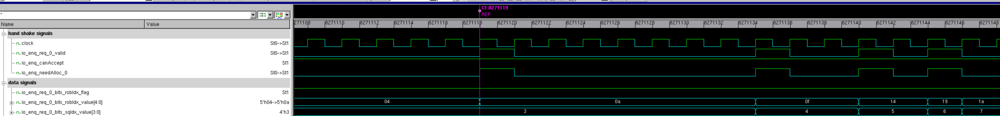 C1:8271119
*
REF
Name Value 271108 8271110 8271112 8271114 8271116 8271118 8271120 8271122 8271124 8271126 8271128 8271130 8271132 8271134 8271136 8271138 8271140 8271142 8271144 8271146 8271148
hand shake signals
clock St0->St1
io_enq_req_0_valid St0->St1
io_enq_canAccept St1
io_enq_needAlloc_0 St0->St1
data signals
io_enq_req_0_bits_robIdx_flag St1
io_enq_req_0_bits_robIdx_value[4:0] 5'h04->5'h0a 04 0a 0f 14 19 1a
io_enq_req_0_bits_sqIdx_value[3:0] 4'h3 3 4 5 6 7